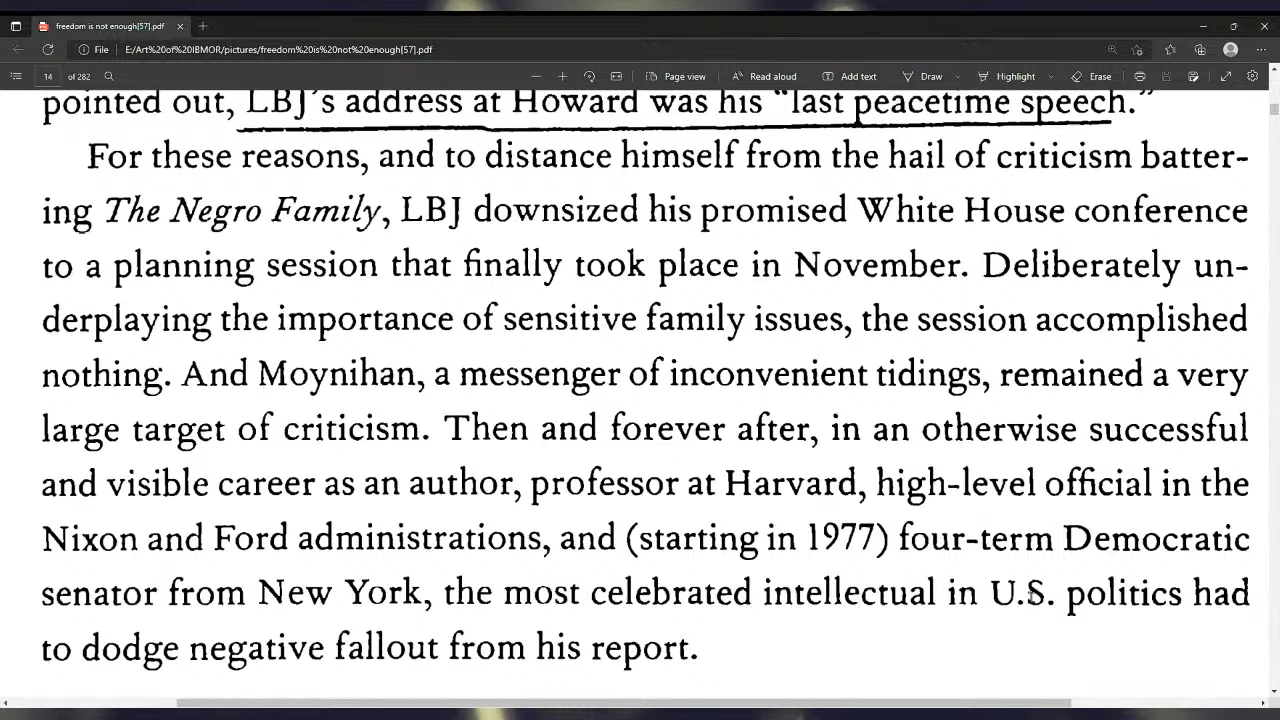 freedom is not enough[57].pdf
File E:/Art%20of%20IBMOR/pictures/freedom%20is%20not%20enough[57].pdf
14 of 282 Page view Read aloud Add text Draw Highlight Erase
pointed out, LBJ's address at Howard was his “last peacetime speech.”
For these reasons, and to distance himself from the hail of criticism batter-
ing The Negro Family, LBJ downsized his promised White House conference
to a planning session that finally took place in November. Deliberately un-
derplaying the importance of sensitive family issues, the session accomplished
nothing. And Moynihan, a messenger of inconvenient tidings, remained a very
large target of criticism. Then and forever after, in an otherwise successful
and visible career as an author, professor at Harvard, high-level official in the
Nixon and Ford administrations, and (starting in 1977) four-term Democratic
senator from New York, the most celebrated intellectual in U.S. politics had
to dodge negative fallout from his report.